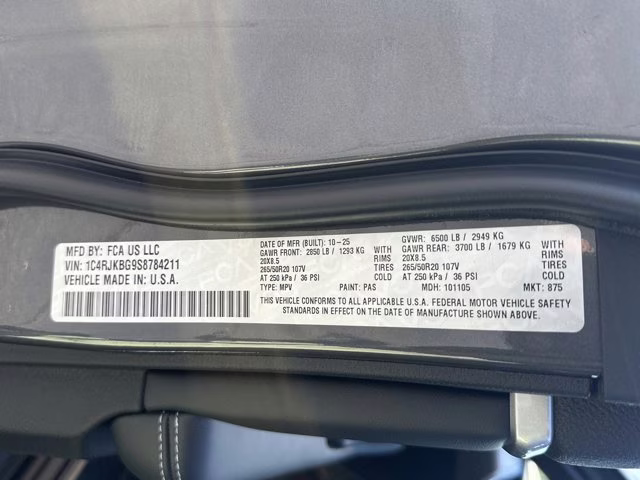 MFD BY: FCA US LLC
VIN: 1C4RJKBG9S8784211
VEHICLE MADE IN: U.S.A.
DATE OF MFR (BUILT): 10-25
GAWR FRONT: 2850 LB / 1293 KG
WITH
20X8.5
RIMS
265/50R20 107V
TIRES
AT 250 kPa / 36 PSI
COLD
TYPE: MPV
PAINT: PAS
GVWR: 6500 LB / 2949 KG
GAWR REAR: 3700 LB / 1679 KG
WITH
20X8.5
RIMS
265/50R20 107V
TIRES
AT 250 kPa / 36 PSI
COLD
MDH: 101105
MKT: 875
THIS VEHICLE CONFORMS TO ALL APPLICABLE U.S.A. FEDERAL MOTOR VEHICLE SAFETY
STANDARDS IN EFFECT ON THE DATE OF MANUFACTURE SHOWN ABOVE.